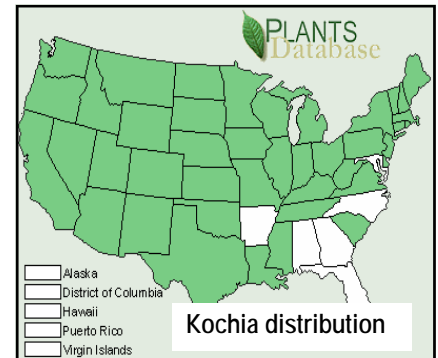 PLANTS
Database
Alaska
District of Columbia
Hawaii
Puerto Rico
Virgin Islands
Kochia distribution